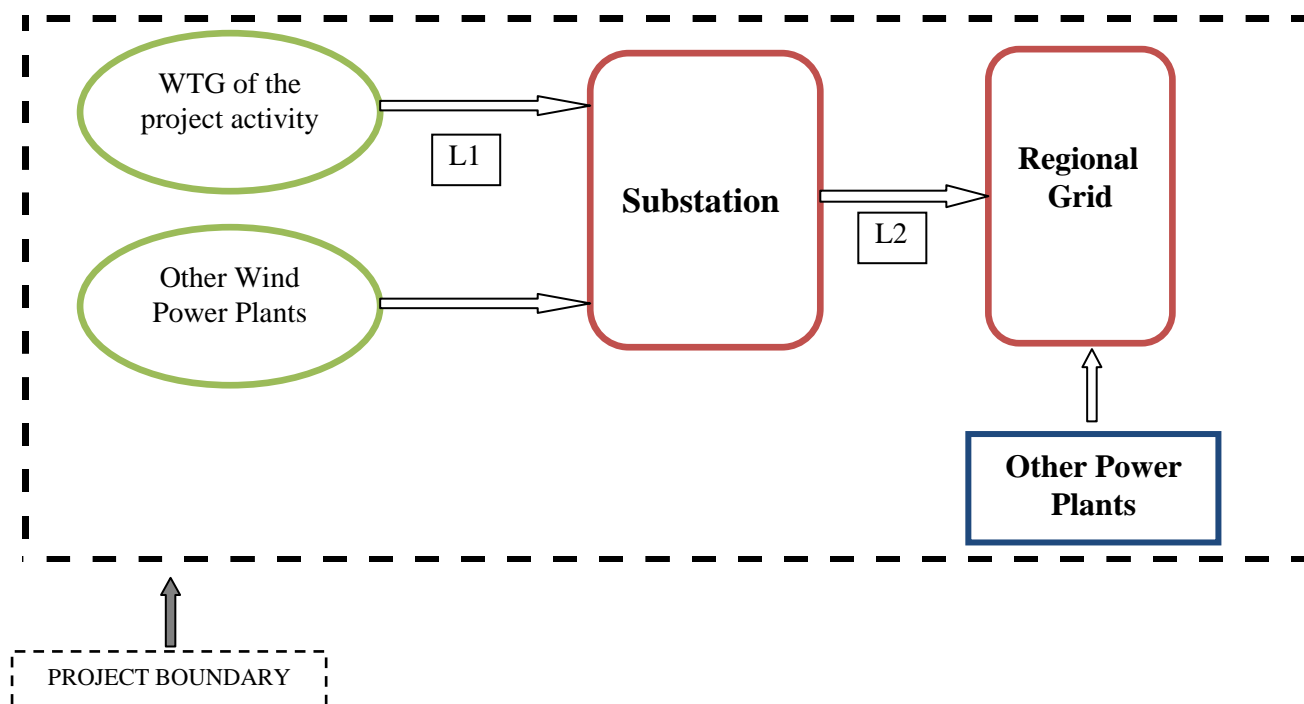 WTG of the
project activity
L1
Other Wind
Power Plants
Substation
L2
Regional
Grid
Other Power
Plants
PROJECT BOUNDARY